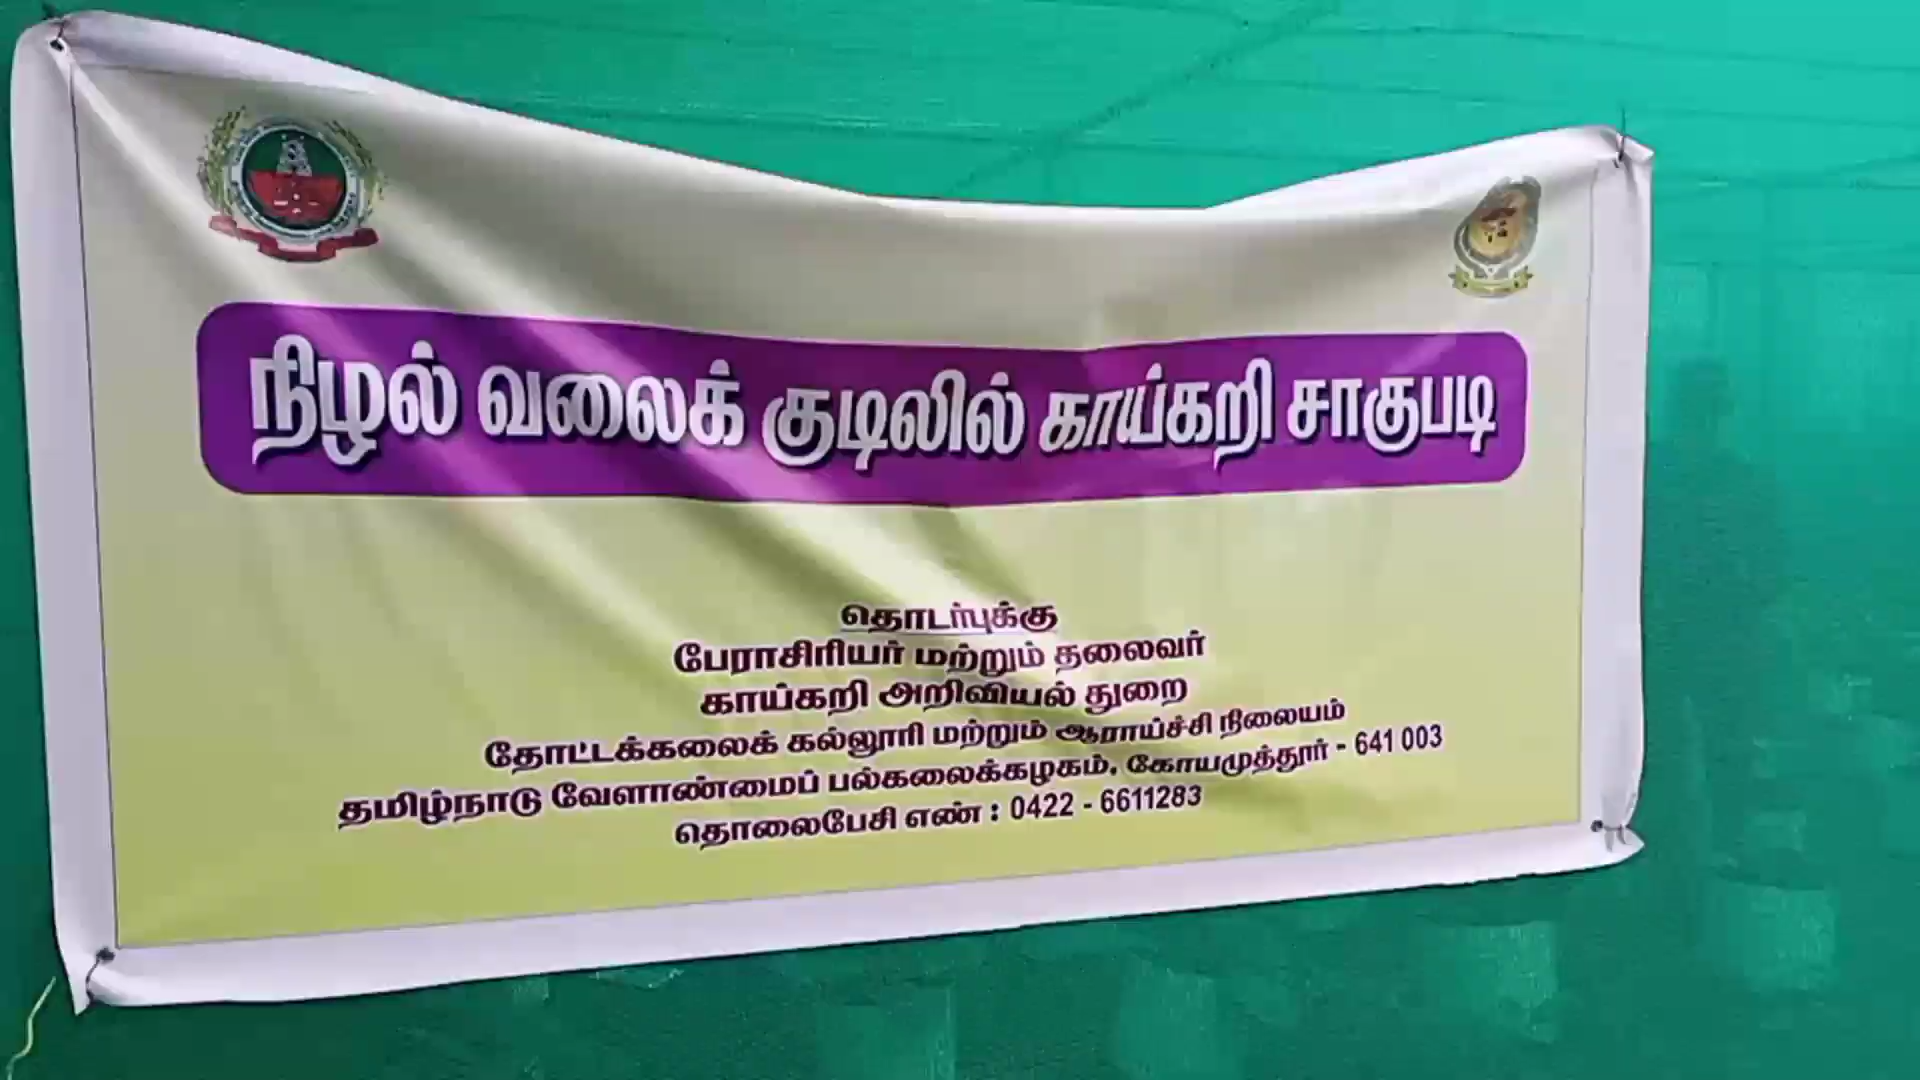 நிழல் வலைக் குடிலில் காய்கறி சாகுபடி
தொடர்புக்கு
பேராசிரியர் மற்றும் தலைவர்
காய்கறி அறிவியல் துறை
தோட்டக்கலைக் கல்லூரி மற்றும் ஆராய்ச்சி நிலையம்
தமிழ்நாடு வேளாண்மைப் பல்கலைக்கழகம், கோயமுத்தூர் - 641 003
தொலைபேசி எண் : 0422 - 6611283